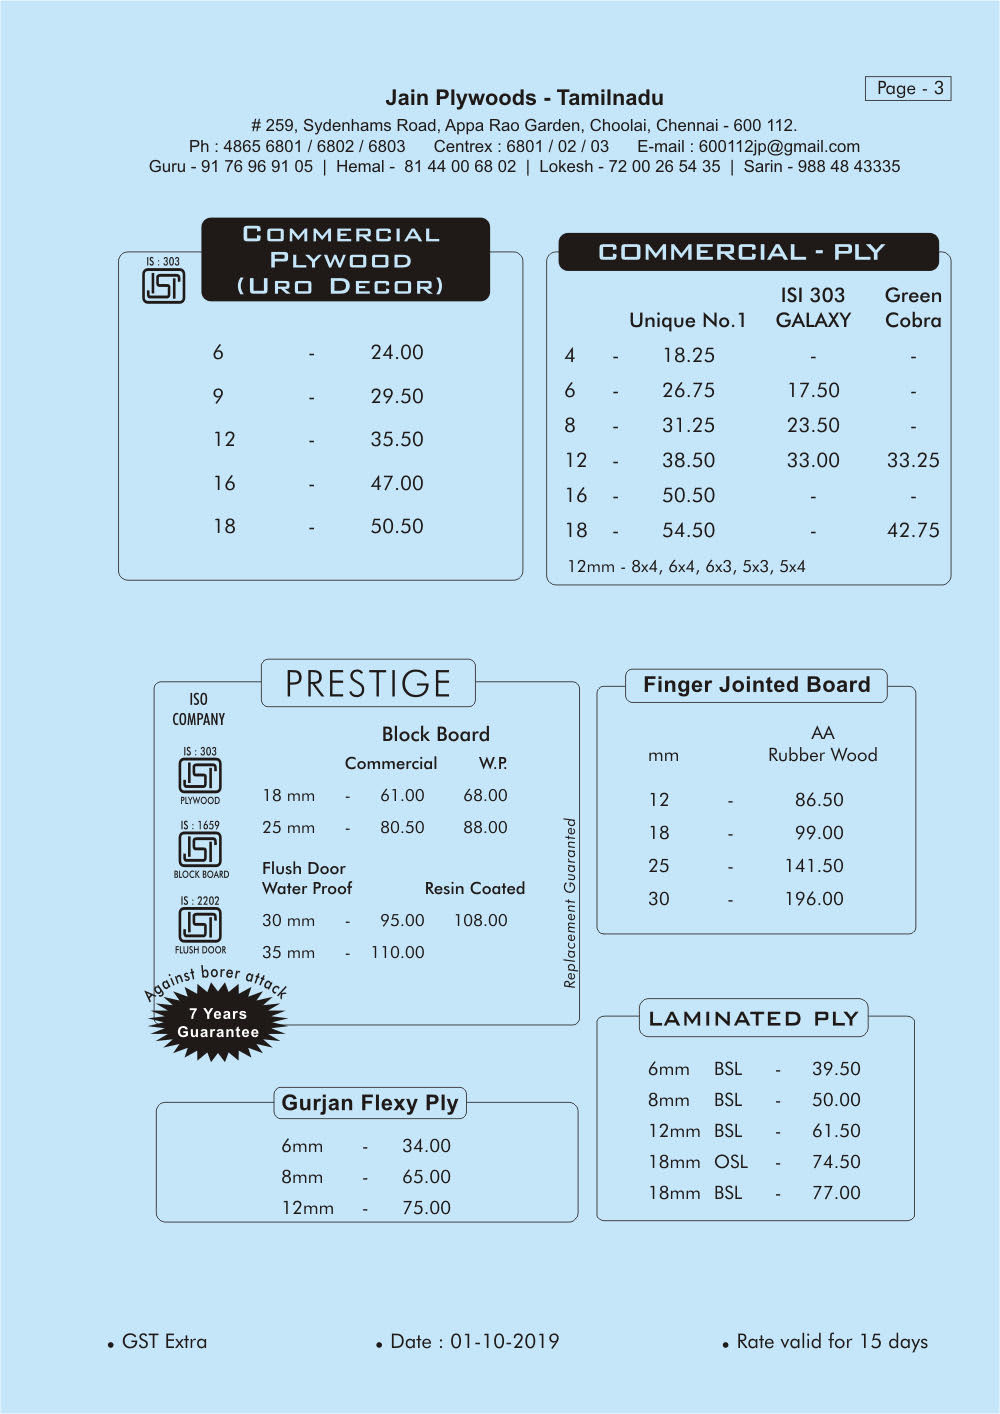 Page - 3
Jain Plywoods - Tamilnadu
# 259, Sydenhams Road, Appa Rao Garden, Choolai, Chennai - 600 112.
Ph : 4865 6801 / 6802 / 6803 Centrex : 6801 / 02 / 03 E-mail : 600112jp@gmail.com
Guru - 91 76 96 91 05 | Hemal - 81 44 00 68 02 | Lokesh - 72 00 26 54 35 | Sarin - 988 48 43335
COMMERCIAL
PLYWOOD
(URO DECOR)
IS : 303
ISI
6 - 24.00
9 - 29.50
12 - 35.50
16 - 47.00
18 - 50.50
COMMERCIAL - PLY
ISI 303 Green
Unique No.1 GALAXY Cobra
4 - 18.25 - -
6 - 26.75 17.50 -
8 - 31.25 23.50 -
12 - 38.50 33.00 33.25
16 - 50.50 - -
18 - 54.50 - 42.75
12mm - 8x4, 6x4, 6x3, 5x3, 5x4
PRESTIGE
ISO
COMPANY
IS : 303
ISI
PLYWOOD
IS : 1659
ISI
BLOCK BOARD
IS : 2202
ISI
FLUSH DOOR
Against borer attack
7 Years
Guarantee
Block Board
Commercial W.P.
18 mm - 61.00 68.00
25 mm - 80.50 88.00
Flush Door
Water Proof Resin Coated
30 mm - 95.00 108.00
35 mm - 110.00
Replacement Guaranted
Finger Jointed Board
AA
mm Rubber Wood
12 - 86.50
18 - 99.00
25 - 141.50
30 - 196.00
LAMINATED PLY
6mm BSL - 39.50
8mm BSL - 50.00
12mm BSL - 61.50
18mm OSL - 74.50
18mm BSL - 77.00
Gurjan Flexy Ply
6mm - 34.00
8mm - 65.00
12mm - 75.00
• GST Extra • Date : 01-10-2019 • Rate valid for 15 days